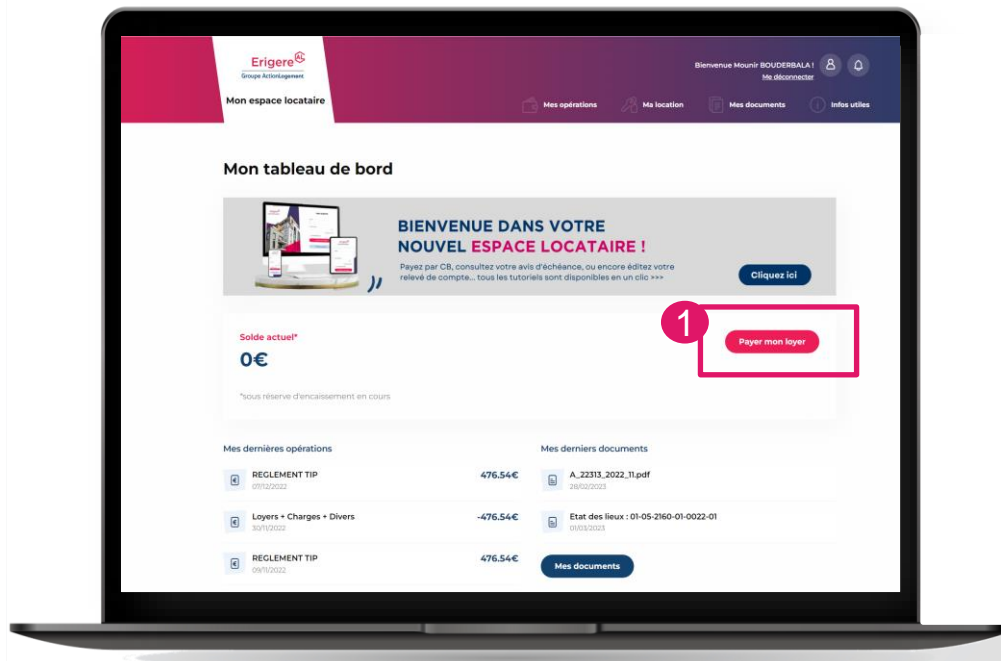 Erigere AL
Groupe ActionLogement
Mon espace locataire
Bienvenue Mounir BOUDERBALA !
Me déconnecter
Mes opérations
Ma location
Mes documents
Infos utiles
Mon tableau de bord
BIENVENUE DANS VOTRE
NOUVEL ESPACE LOCATAIRE !
Payez par CB, consultez votre avis d'échéance, ou encore éditez votre
relevé de compte... tous les tutoriels sont disponibles en un clic >>>
Cliquez ici
1
Solde actuel*
Payer mon loyer
0€
*sous réserve d'encaissement en cours
Mes dernières opérations
REGLEMENT TIP
476.54€
07/12/2022
Loyers + Charges + Divers
-476.54€
30/11/2022
REGLEMENT TIP
476.54€
09/11/2022
Mes derniers documents
A_22313_2022_11.pdf
28/02/2023
Etat des lieux : 01-05-2160-01-0022-01
01/03/2023
Mes documents